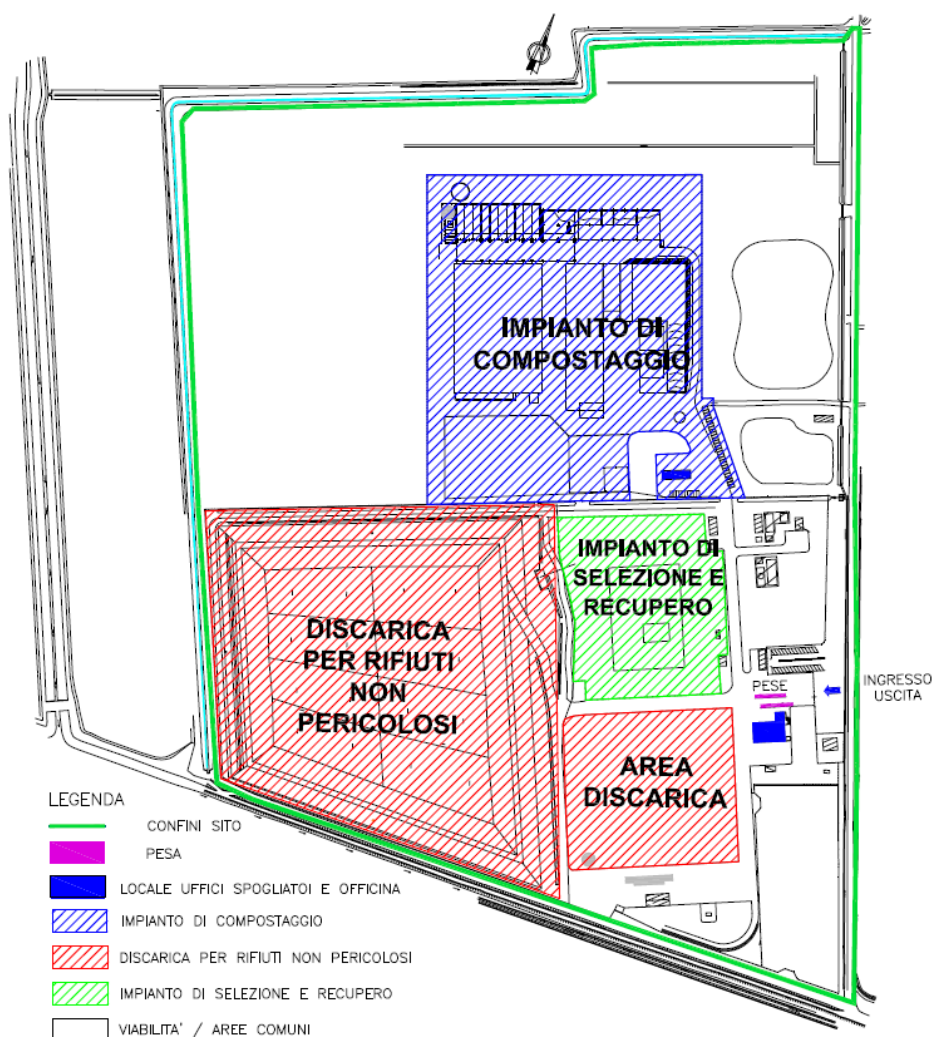 IMPIANTO DI
COMPOSTAGGIO
IMPIANTO DI
SELEZIONE E
RECUPERO
DISCARICA
PER RIFIUTI
NON
PERICOLOSI
PESE
INGRESSO
USCITA
AREA
DISCARICA
LEGENDA
CONFINI SITO
PESA
LOCALE UFFICI SPOGLIATOI E OFFICINA
IMPIANTO DI COMPOSTAGGIO
DISCARICA PER RIFIUTI NON PERICOLOSI
IMPIANTO DI SELEZIONE E RECUPERO
VIABILITA' / AREE COMUNI